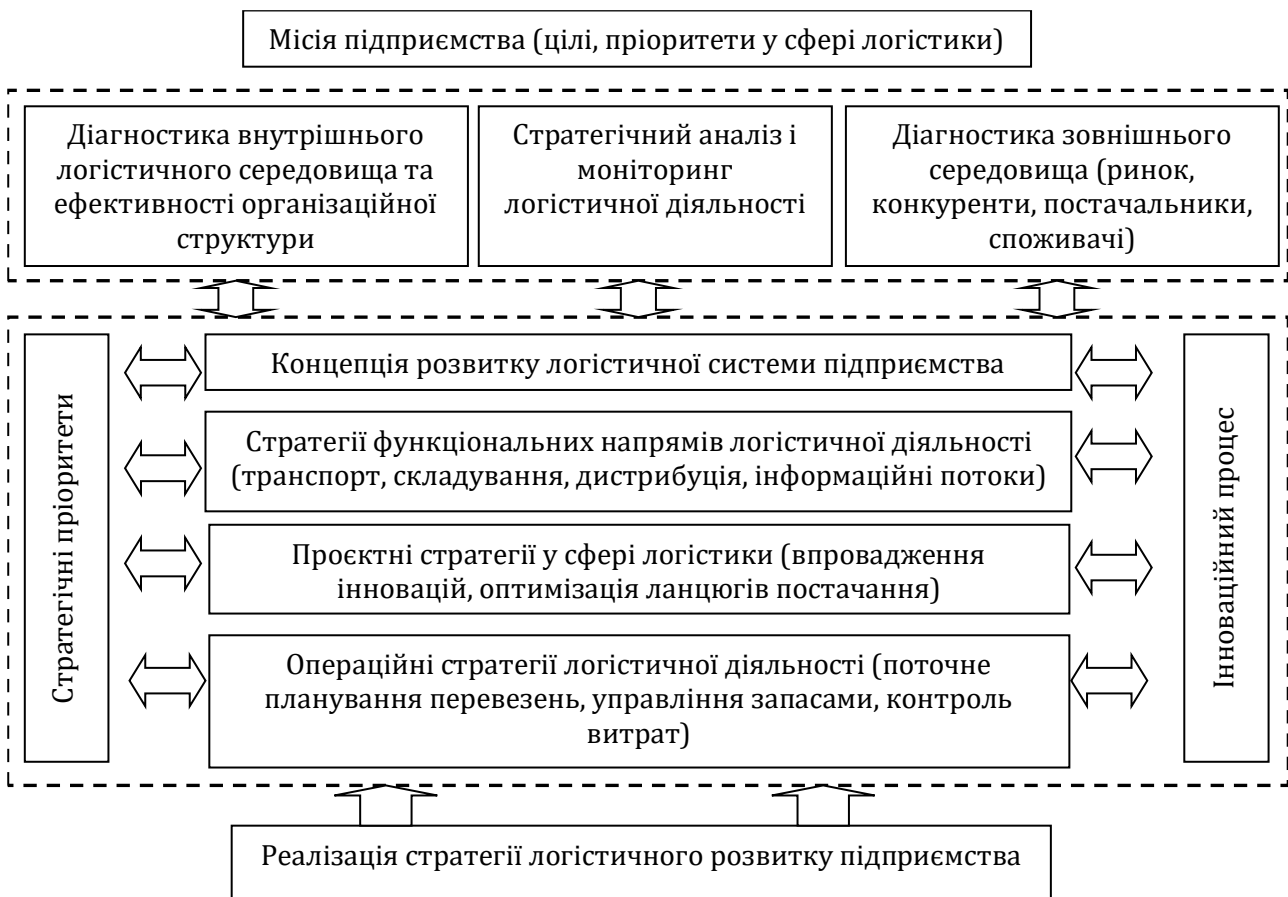 Місія підприємства (цілі, пріоритети у сфері логістики)
Діагностика внутрішнього
логістичного середовища та
ефективності організаційної
структури
Стратегічний аналіз і
моніторинг
логістичної діяльності
Діагностика зовнішнього
середовища (ринок,
конкуренти, постачальники,
споживачі)
Стратегічні пріоритети
Концепція розвитку логістичної системи підприємства
Стратегії функціональних напрямів логістичної діяльності
(транспорт, складування, дистрибуція, інформаційні потоки)
Проєктні стратегії у сфері логістики (впровадження
інновацій, оптимізація ланцюгів постачання)
Операційні стратегії логістичної діяльності (поточне
планування перевезень, управління запасами, контроль
витрат)
Інноваційний процес
Реалізація стратегії логістичного розвитку підприємства